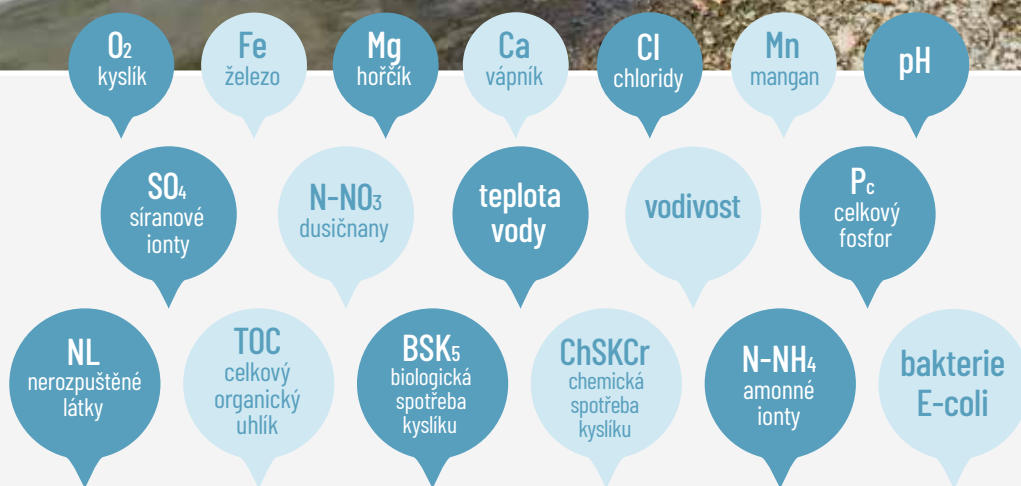 O₂
kyslík
Fe
železo
Mg
hořčík
Ca
vápník
Cl
chloridy
Mn
mangan
pH
SO₄
síranové
ionty
N-NO₃
dusičnany
teplota
vody
vodivost
Pc
celkový
fosfor
NL
nerozpuštěné
látky
TOC
celkový
organický
uhlík
BSK₅
biologická
spotřeba
kyslíku
ChSKCr
chemická
spotřeba
kyslíku
N-NH₄
amonné
ionty
bakterie
E-coli